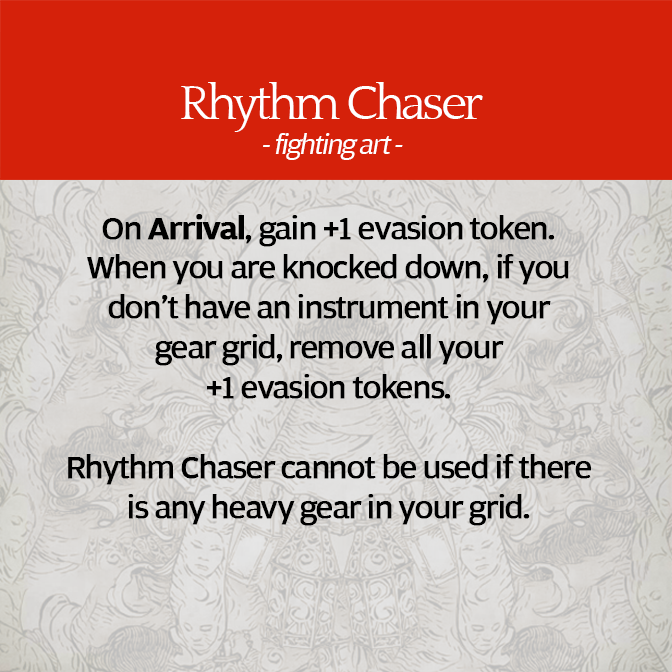 Rhythm Chaser
- fighting art -
On Arrival, gain +1 evasion token.
When you are knocked down, if you
don't have an instrument in your
gear grid, remove all your
+1 evasion tokens.
Rhythm Chaser cannot be used if there
is any heavy gear in your grid.